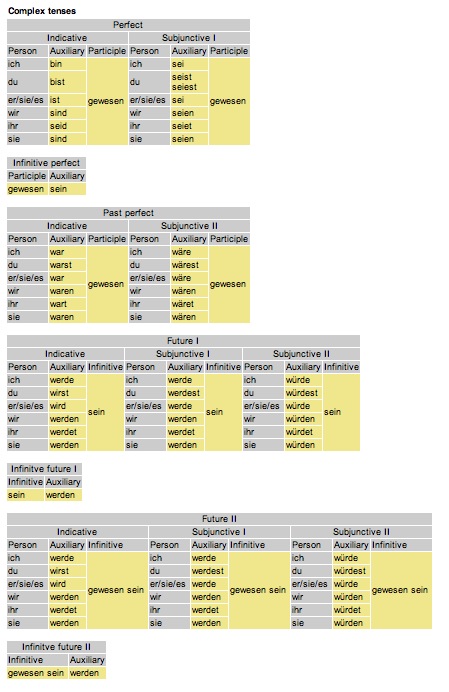 Complex tenses
Perfect
Indicative Subjunctive I
Person Auxiliary Participle Person Auxiliary Participle
ich bin ich sei
du bist du seist seiest
er/sie/es ist gewesen er/sie/es sei gewesen
wir sind wir seien
ihr seid ihr seiet
sie sind sie seien
Infinitive perfect
Participle Auxiliary
gewesen sein
Past perfect
Indicative Subjunctive II
Person Auxiliary Participle Person Auxiliary Participle
ich war ich wäre
du warst du wärest
er/sie/es war gewesen er/sie/es wäre gewesen
wir waren wir wären
ihr wart ihr wäret
sie waren sie wären
Future I
Indicative Subjunctive I Subjunctive II
Person Auxiliary Infinitive Person Auxiliary Infinitive Person Auxiliary Infinitive
ich werde ich werde ich würde
du wirst du werdest du würdest
er/sie/es wird sein er/sie/es werde sein er/sie/es würde sein
wir werden wir werden wir würden
ihr werdet ihr werdet ihr würdet
sie werden sie werden sie würden
Infinitve future I
Infinitive Auxiliary
sein werden
Future II
Indicative Subjunctive I Subjunctive II
Person Auxiliary Infinitive Person Auxiliary Infinitive Person Auxiliary Infinitive
ich werde ich werde ich würde
du wirst du werdest du würdest
er/sie/es wird gewesen sein er/sie/es werde gewesen sein er/sie/es würde gewesen sein
wir werden wir werden wir würden
ihr werdet ihr werdet ihr würdet
sie werden sie werden sie würden
Infinitve future II
Infinitive Auxiliary
gewesen sein werden